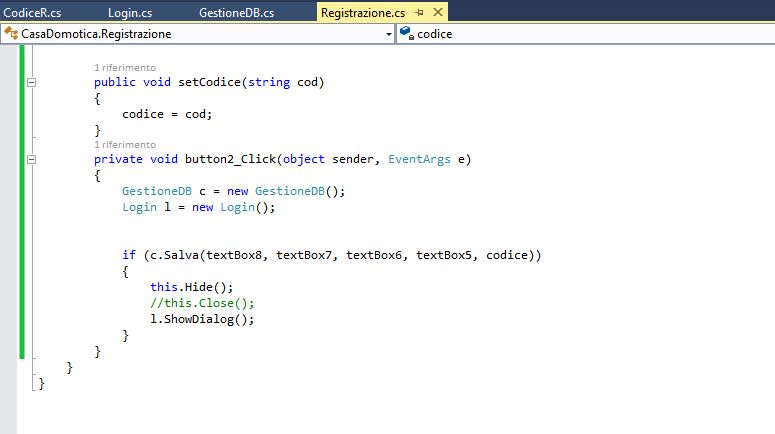 CodiceR.cs Login.cs GestioneDB.cs Registrazione.cs
CasaDomotica.Registrazione codice
1 riferimento
public void setCodice(string cod)
{
codice = cod;
}
1 riferimento
private void button2_Click(object sender, EventArgs e)
{
GestioneDB c = new GestioneDB();
Login l = new Login();
if (c.Salva(textBox8, textBox7, textBox6, textBox5, codice))
{
this.Hide();
//this.Close();
l.ShowDialog();
}
}
}
}